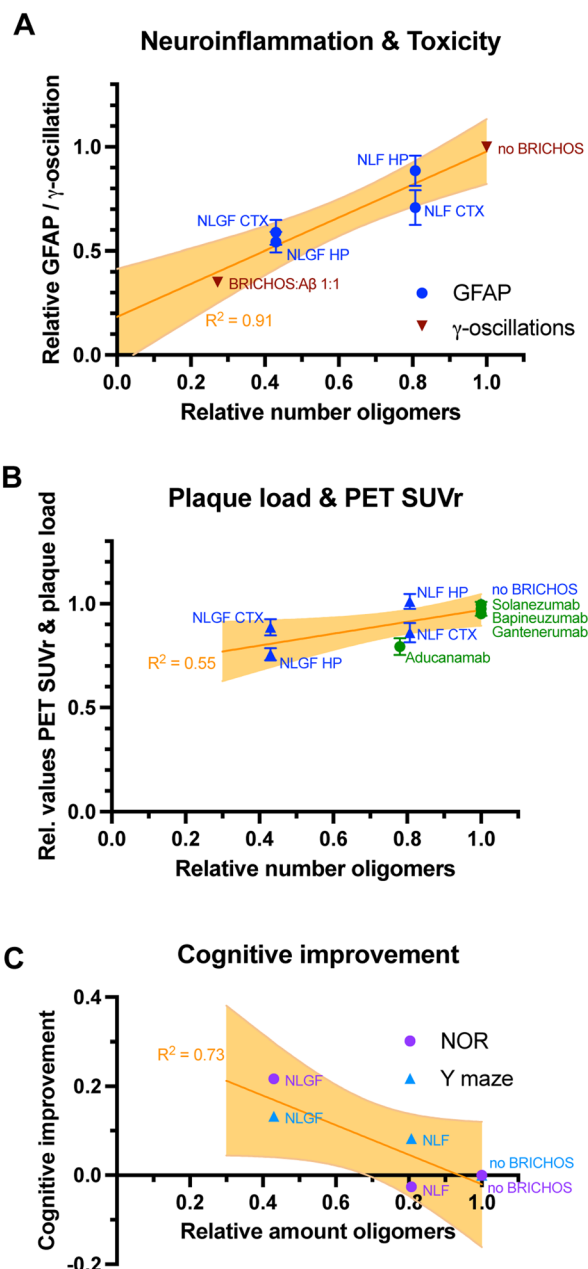 A
Neuroinflammation & Toxicity
Relative GFAP / γ-oscillation
1.0
0.5
0.0
NLF HP
no BRICHOS
NLGF CTX
NLF CTX
NLGF HP
BRICHOS:Aβ 1:1
GFAP
R² = 0.91
γ-oscillations
0.0 0.2 0.4 0.6 0.8 1.0
Relative number oligomers
B
Plaque load & PET SUVr
Rel. values PET SUVr & plaque load
1.0
0.5
0.0
NLF HP
no BRICHOS
Solanezumab
NLGF CTX
Bapineuzumab
NLF CTX
Gantenerumab
R² = 0.55
NLGF HP
Aducanamab
0.0 0.2 0.4 0.6 0.8 1.0
Relative number oligomers
C
Cognitive improvement
Cognitive improvement
0.4
0.2
0.0
-0.2
NOR
R² = 0.73
Y maze
NLGF
NLGF
NLF
no BRICHOS
NLF
no BRICHOS
0.2 0.4 0.6 0.8 1.0
Relative amount oligomers